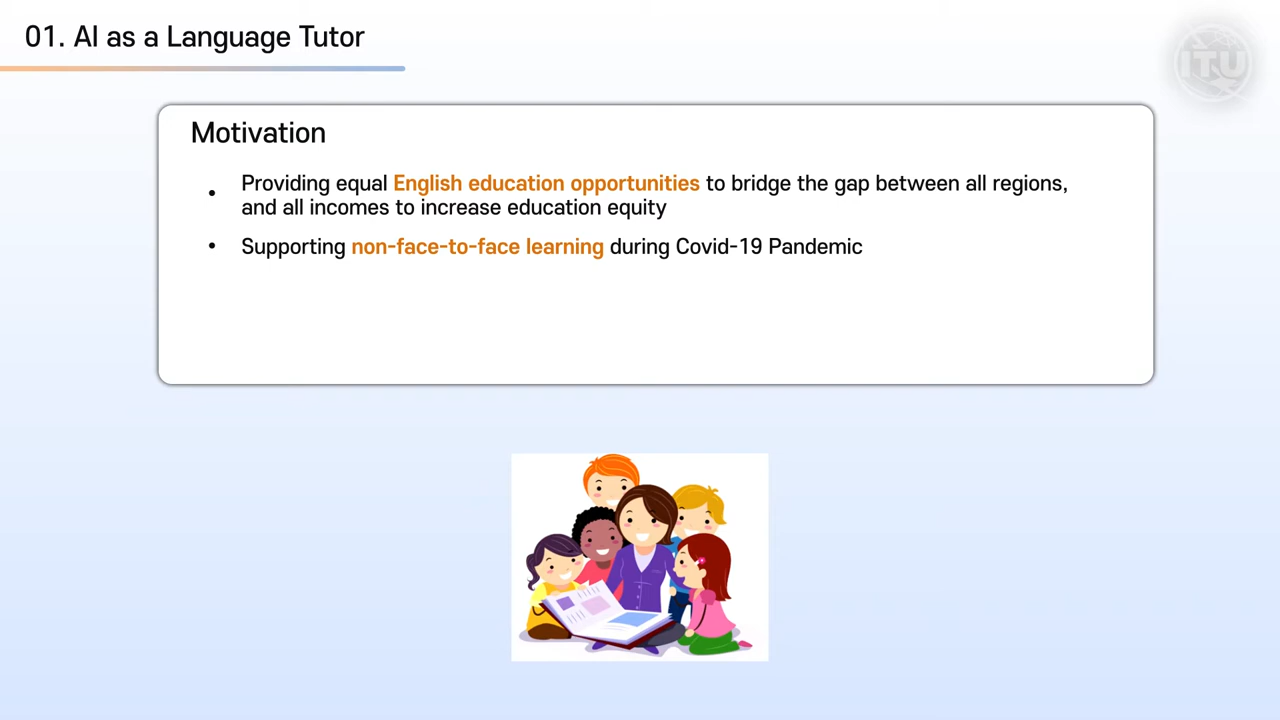 01. AI as a Language Tutor
ITU
Motivation
• Providing equal English education opportunities to bridge the gap between all regions,
and all incomes to increase education equity
• Supporting non-face-to-face learning during Covid-19 Pandemic